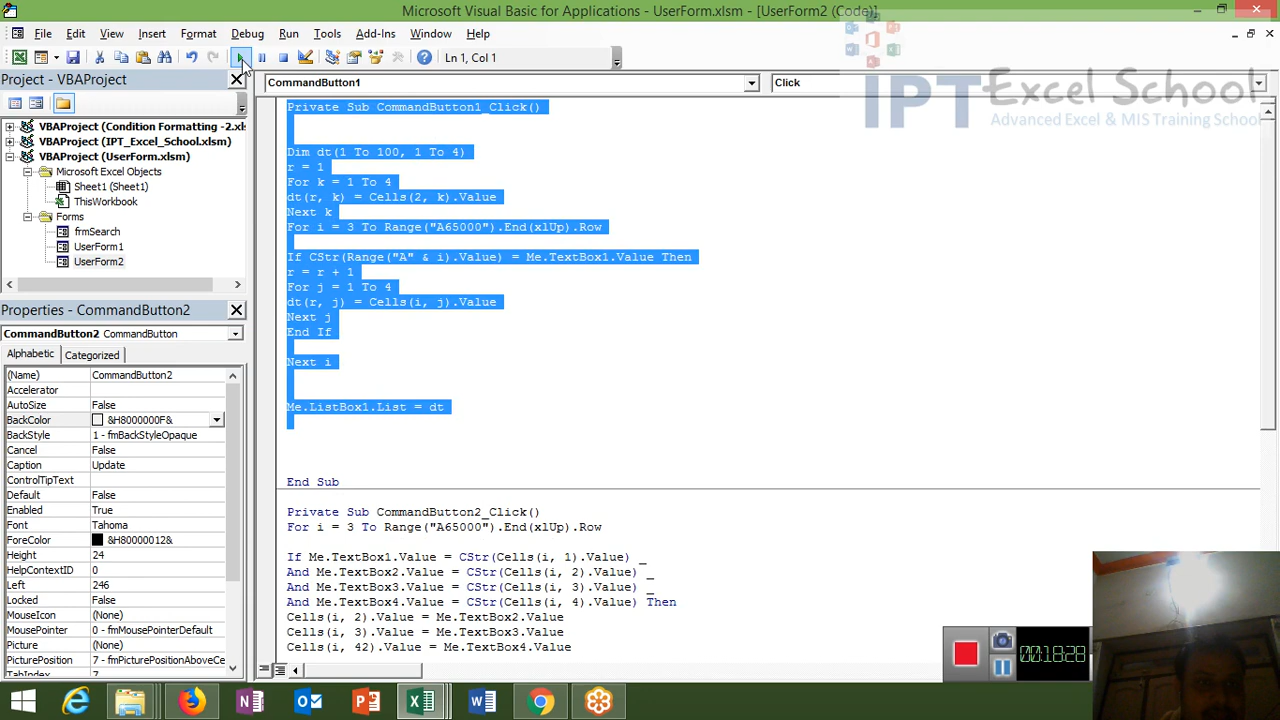 Microsoft Visual Basic for Applications - UserForm.xlsm - [UserForm2 (Code)]
File Edit View Insert Format Debug Run Tools Add-Ins Window Help
Ln 1, Col 1
IPT Excel School
Advanced Excel & MIS Training School
Project - VBAProject
CommandButton1
Click
VBAProject (Condition Formatting -2.xls
VBAProject (IPT_Excel_School.xlsm)
VBAProject (UserForm.xlsm)
Microsoft Excel Objects
Sheet1 (Sheet1)
ThisWorkbook
Forms
frmSearch
UserForm1
UserForm2
Properties - CommandButton2
CommandButton2 CommandButton
Alphabetic Categorized
(Name) CommandButton2
Accelerator
AutoSize False
BackColor &H8000000F&
BackStyle 1 - fmBackStyleOpaque
Cancel False
Caption Update
ControlTipText
Default False
Enabled True
Font Tahoma
ForeColor &H80000012&
Height 24
HelpContextID 0
Left 246
Locked False
MouseIcon (None)
MousePointer 0 - fmMousePointerDefault
Picture (None)
PicturePosition 7 - fmPicturePositionAboveCe
TabIndex 7
Private Sub CommandButton1_Click()
Dim dt(1 To 100, 1 To 4)
r = 1
For k = 1 To 4
dt(r, k) = Cells(2, k).Value
Next k
For i = 3 To Range("A65000").End(xlUp).Row
If CStr(Range("A" & i).Value) = Me.TextBox1.Value Then
r = r + 1
For j = 1 To 4
dt(r, j) = Cells(i, j).Value
Next j
End If
Next i
Me.ListBox1.List = dt
End Sub
Private Sub CommandButton2_Click()
For i = 3 To Range("A65000").End(xlUp).Row
If Me.TextBox1.Value = CStr(Cells(i, 1).Value) _
And Me.TextBox2.Value = CStr(Cells(i, 2).Value) _
And Me.TextBox3.Value = CStr(Cells(i, 3).Value) _
And Me.TextBox4.Value = CStr(Cells(i, 4).Value) Then
Cells(i, 2).Value = Me.TextBox2.Value
Cells(i, 3).Value = Me.TextBox3.Value
Cells(i, 42).Value = Me.TextBox4.Value
00:18:28